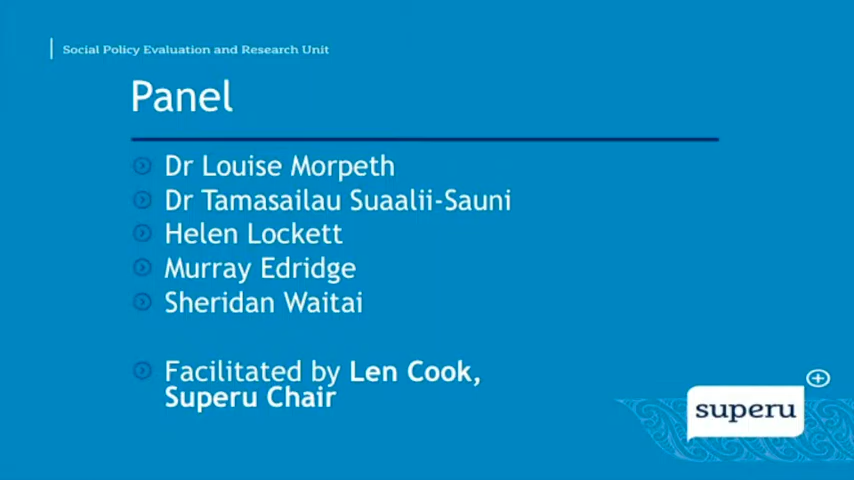 Social Policy Evaluation and Research Unit
Panel
Dr Louise Morpeth
Dr Tamasailau Suaalii-Sauni
Helen Lockett
Murray Edridge
Sheridan Waitai
Facilitated by Len Cook,
Superu Chair
superu